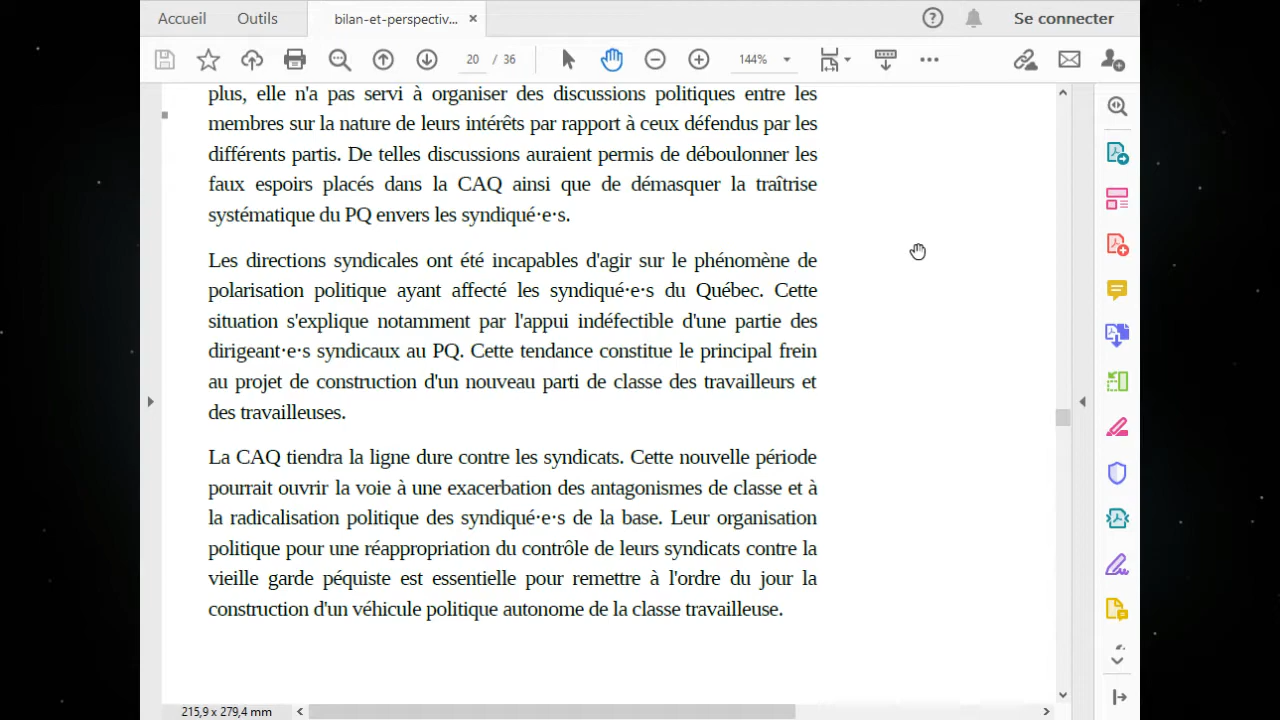 Accueil Outils bilan-et-perspectiv... × Se connecter
20 / 36 144%
plus, elle n'a pas servi à organiser des discussions politiques entre les
membres sur la nature de leurs intérêts par rapport à ceux défendus par les
différents partis. De telles discussions auraient permis de déboulonner les
faux espoirs placés dans la CAQ ainsi que de démasquer la traîtrise
systématique du PQ envers les syndiqué·e·s.
Les directions syndicales ont été incapables d'agir sur le phénomène de
polarisation politique ayant affecté les syndiqué·e·s du Québec. Cette
situation s'explique notamment par l'appui indéfectible d'une partie des
dirigeant·e·s syndicaux au PQ. Cette tendance constitue le principal frein
au projet de construction d'un nouveau parti de classe des travailleurs et
des travailleuses.
La CAQ tiendra la ligne dure contre les syndicats. Cette nouvelle période
pourrait ouvrir la voie à une exacerbation des antagonismes de classe et à
la radicalisation politique des syndiqué·e·s de la base. Leur organisation
politique pour une réappropriation du contrôle de leurs syndicats contre la
vieille garde péquiste est essentielle pour remettre à l'ordre du jour la
construction d'un véhicule politique autonome de la classe travailleuse.
215,9 x 279,4 mm